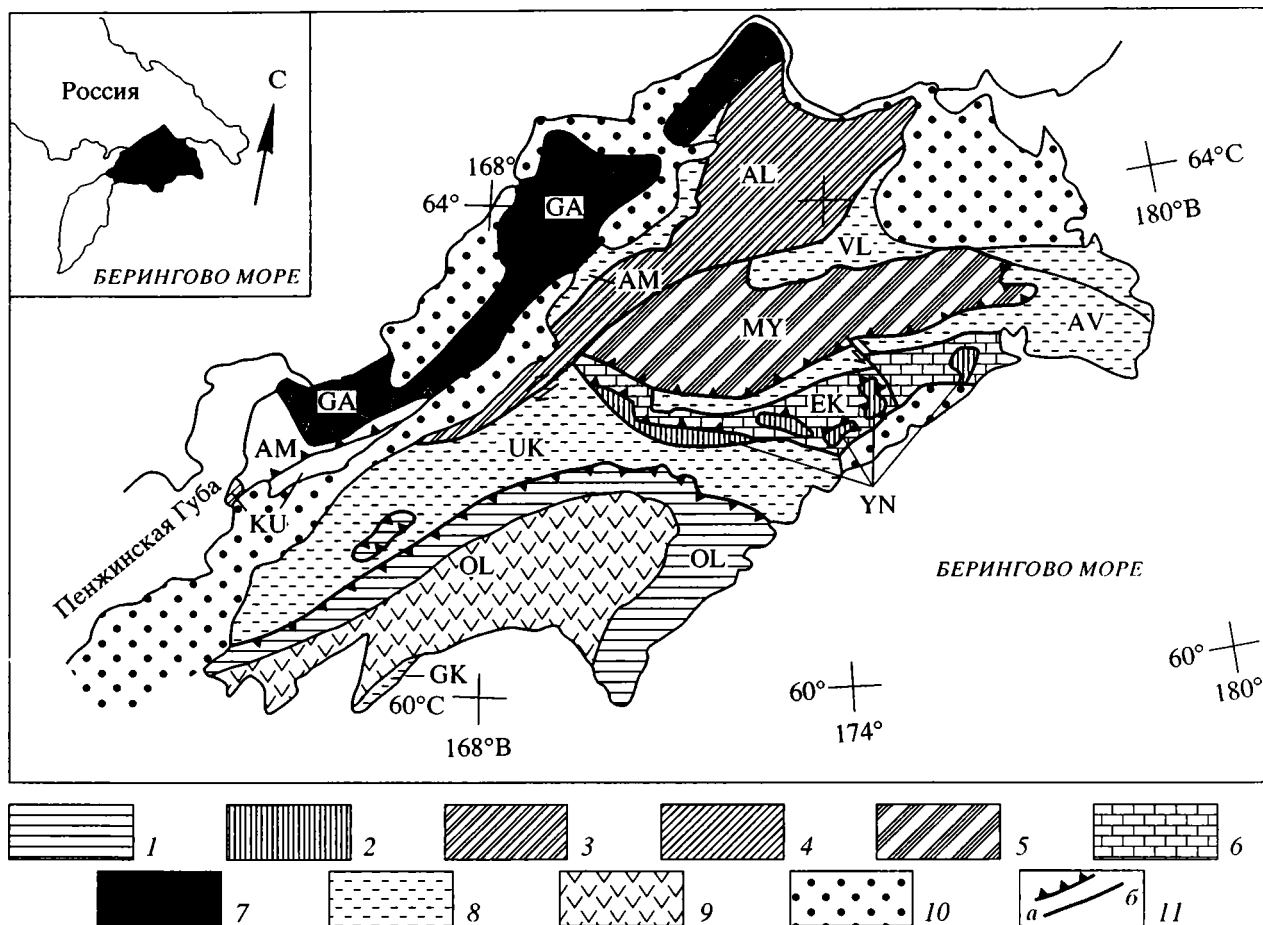 Россия
С
БЕРИНГОВО МОРЕ
168°
64°
GA
AL
64°С
180°В
AM
VL
MY
AV
GA
EK
AM
UK
YN
KU
Пенжинская Губа
OL
OL
БЕРИНГОВО МОРЕ
GK
60°С
168°В
60°
174°
60°
180°
1
2
3
4
5
6
7
8
9
10
а
б
11